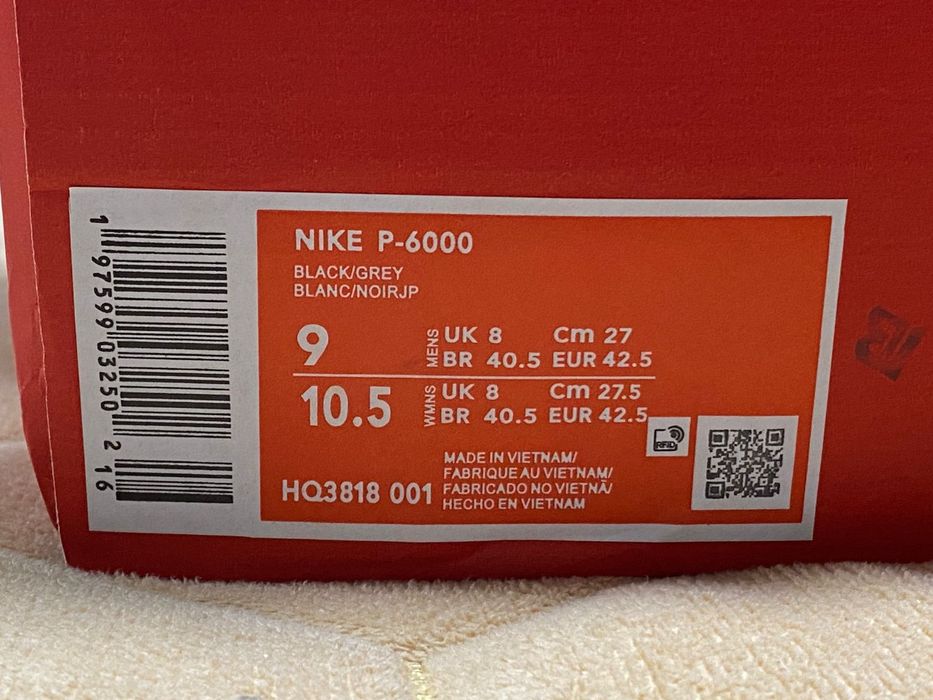 1 97599 03250 2 16
NIKE P-6000
BLACK/GREY
BLANC/NOIRJP
9 MENS UK 8 Cm 27
BR 40.5 EUR 42.5
10.5 WMNS UK 8 Cm 27.5
BR 40.5 EUR 42.5
RFID
MADE IN VIETNAM/
FABRIQUE AU VIETNAM/
HQ3818 001 FABRICADO NO VIETNÃ/
HECHO EN VIETNAM